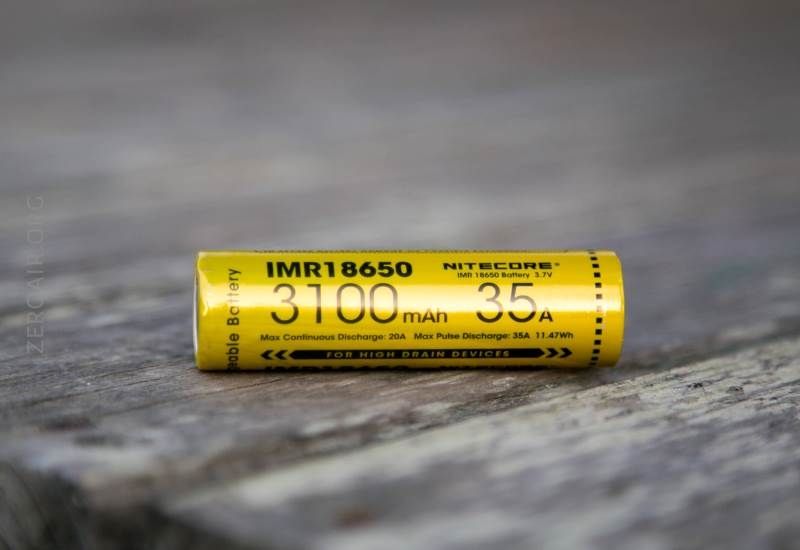 IMR18650
NITECORE®
IMR 18650 Battery 3.7V
3100mAh 35A
Max Continuous Discharge: 20A Max Pulse Discharge: 35A 11.47Wh
FOR HIGH DRAIN DEVICES
Battery
ZEROAIR.ORG